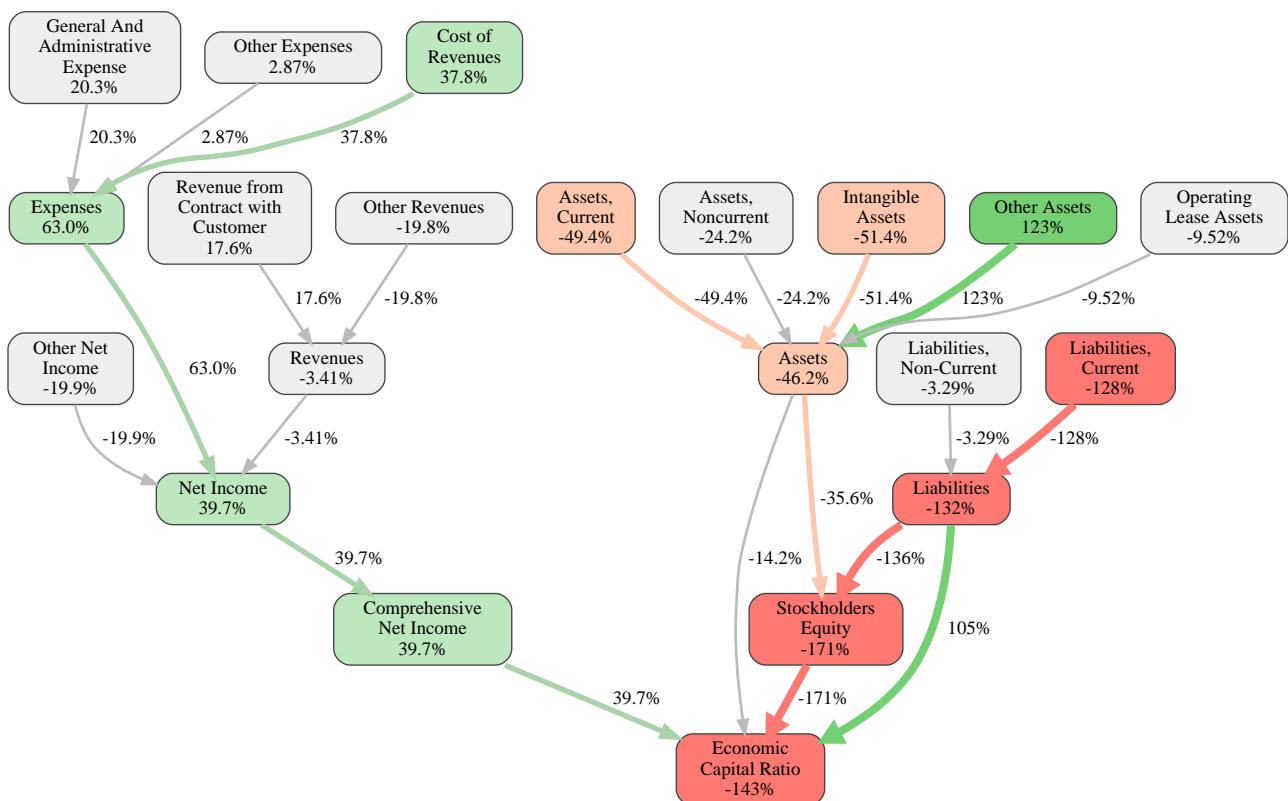 General And
Administrative
Expense
20.3%
Other Expenses
2.87%
Cost of
Revenues
37.8%
20.3%
2.87%
37.8%
Expenses
63.0%
Revenue from
Contract with
Customer
17.6%
Other Revenues
-19.8%
Assets,
Current
-49.4%
Assets,
Noncurrent
-24.2%
Intangible
Assets
-51.4%
Other Assets
123%
Operating
Lease Assets
-9.52%
17.6%
-19.8%
-49.4%
-24.2%
-51.4%
123%
-9.52%
Other Net
Income
-19.9%
63.0%
Revenues
-3.41%
Assets
-46.2%
Liabilities,
Non-Current
-3.29%
Liabilities,
Current
-128%
-19.9%
-3.41%
-3.29%
-128%
Net Income
39.7%
-35.6%
Liabilities
-132%
39.7%
-14.2%
-136%
Comprehensive
Net Income
39.7%
Stockholders
Equity
-171%
105%
39.7%
-171%
Economic
Capital Ratio
-143%